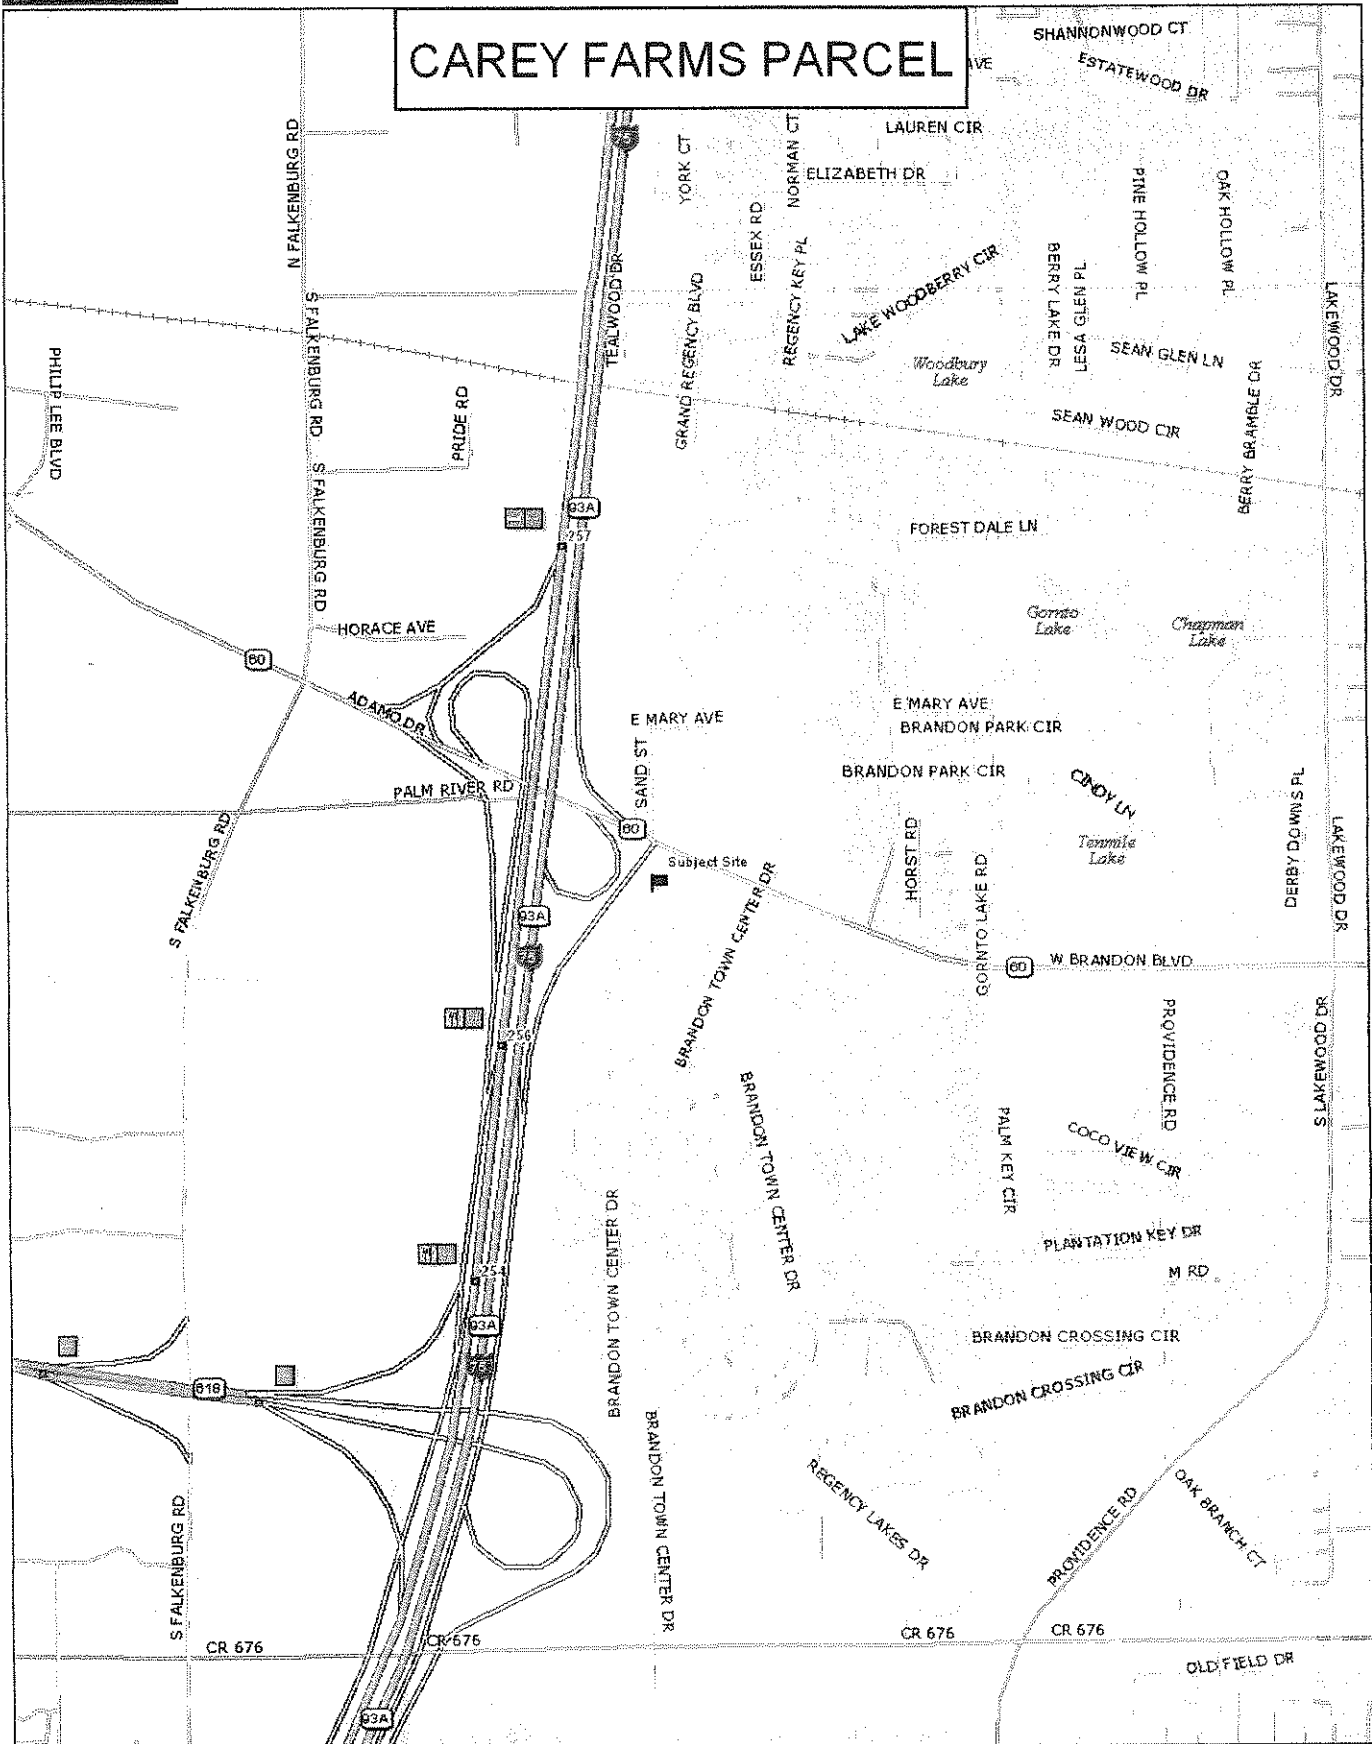 CAREY FARMS PARCEL
AVE
SHANNONWOOD CT
ESTATEWOOD DR
LAUREN CIR
ELIZABETH DR
N FALKENBURG RD
YORK CT
NORMAN CT
ESSEX RD
PINE HOLLOW PL
OAK HOLLOW PL
TEALWOOD DR
GRAND REGENCY BLVD
REGENCY KEY PL
LAKE WOODBERRY CIR
BERRY LAKE DR
LESA GLEN PL
LAKEWOOD DR
S FALKENBURG RD
PHILIP LEE BLVD
PRIDE RD
Woodbury
Lake
SEAN GLEN LN
SEAN WOOD CIR
BERRY BRAMBLE DR
S FALKENBURG RD
93A
257
FOREST DALE LN
HORACE AVE
Gornto
Lake
Chapman
Lake
60
ADAMO DR
E MARY AVE
SAND ST
E MARY AVE
BRANDON PARK CIR
BRANDON PARK CIR
CINDY LN
PALM RIVER RD
60
Subject Site
S FALKENBURG RD
HORST RD
Tenmile
Lake
DERBY DOWNS PL
LAKEWOOD DR
93A
BRANDON TOWN CENTER DR
GORNTO LAKE RD
60
W BRANDON BLVD
256
PROVIDENCE RD
S LAKEWOOD DR
BRANDON TOWN CENTER DR
PALM KEY CIR
COCO VIEW CIR
BRANDON TOWN CENTER DR
PLANTATION KEY DR
M RD
254
93A
BRANDON CROSSING CIR
BRANDON CROSSING CIR
618
BRANDON TOWN CENTER DR
REGENCY LAKES DR
PROVIDENCE RD
OAK BRANCH CT
S FALKENBURG RD
CR 676
CR 676
CR 676
CR 676
OLD FIELD DR
93A